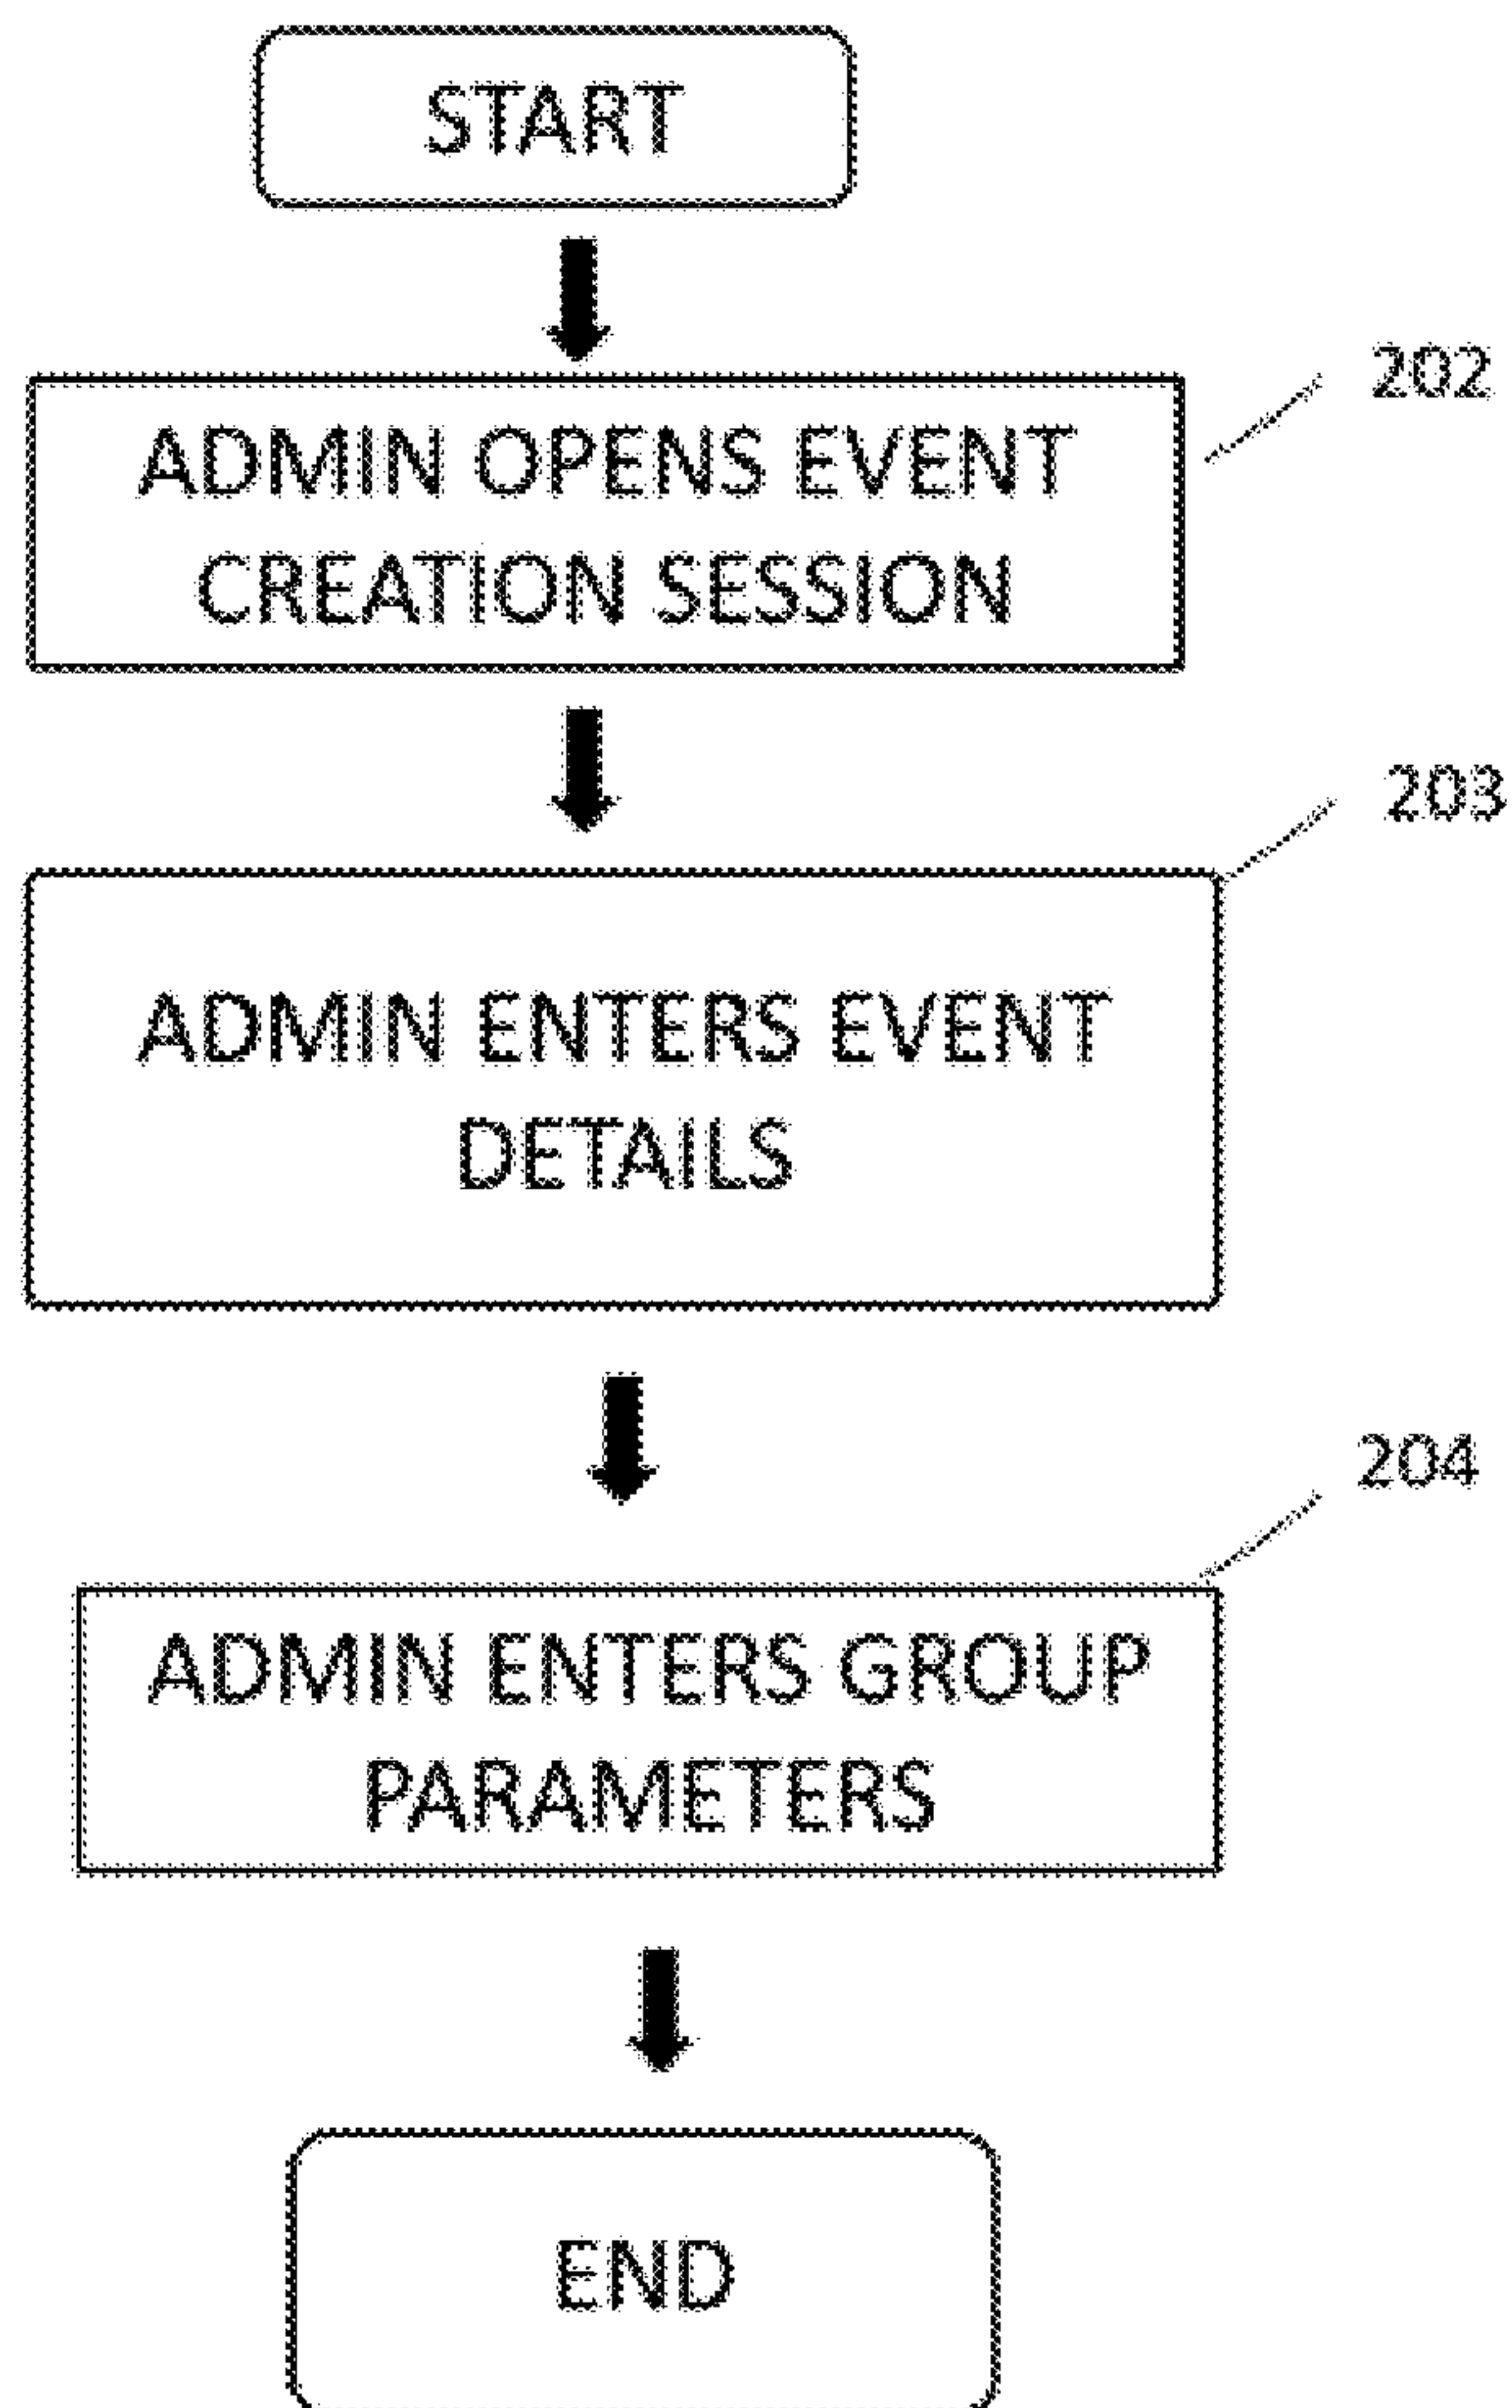 START
202
ADMIN OPENS EVENT
CREATION SESSION
203
ADMIN ENTERS EVENT
DETAILS
204
ADMIN ENTERS GROUP
PARAMETERS
END